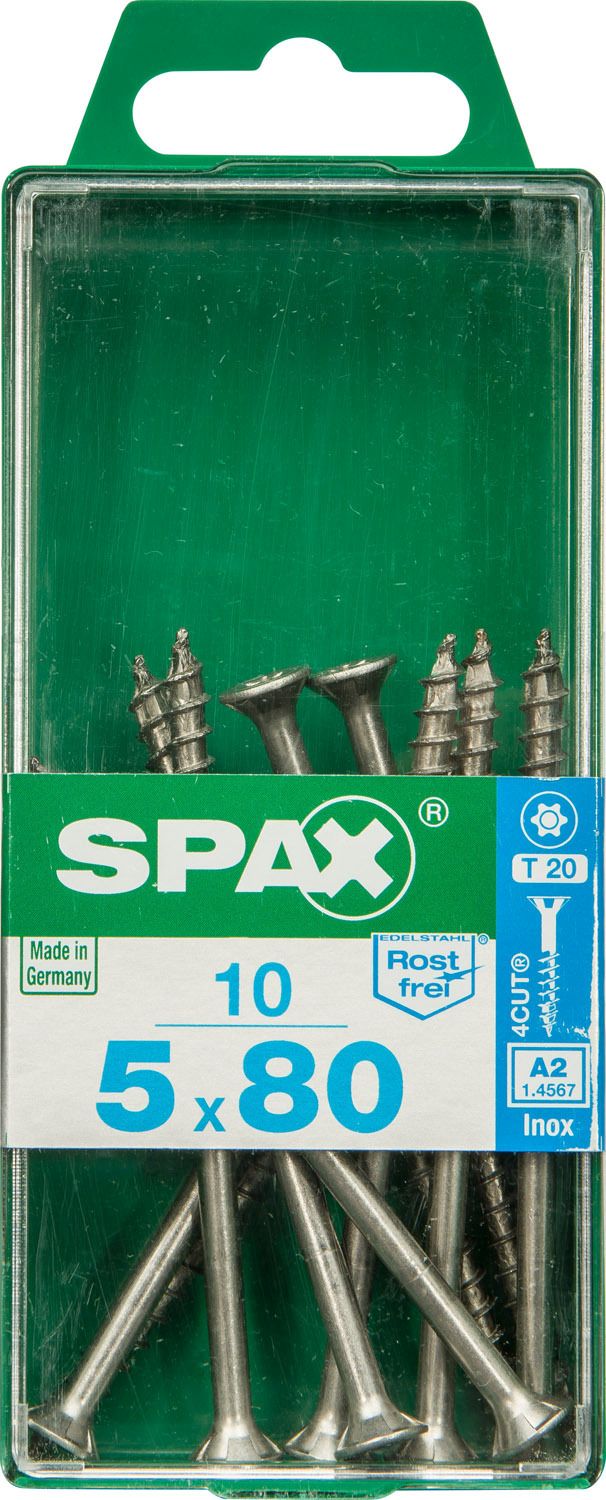 SPAX®
Made in
Germany
10
5 x 80
EDELSTAHL®
Rost
frei
T 20
4CUT®
A2
1.4567
Inox